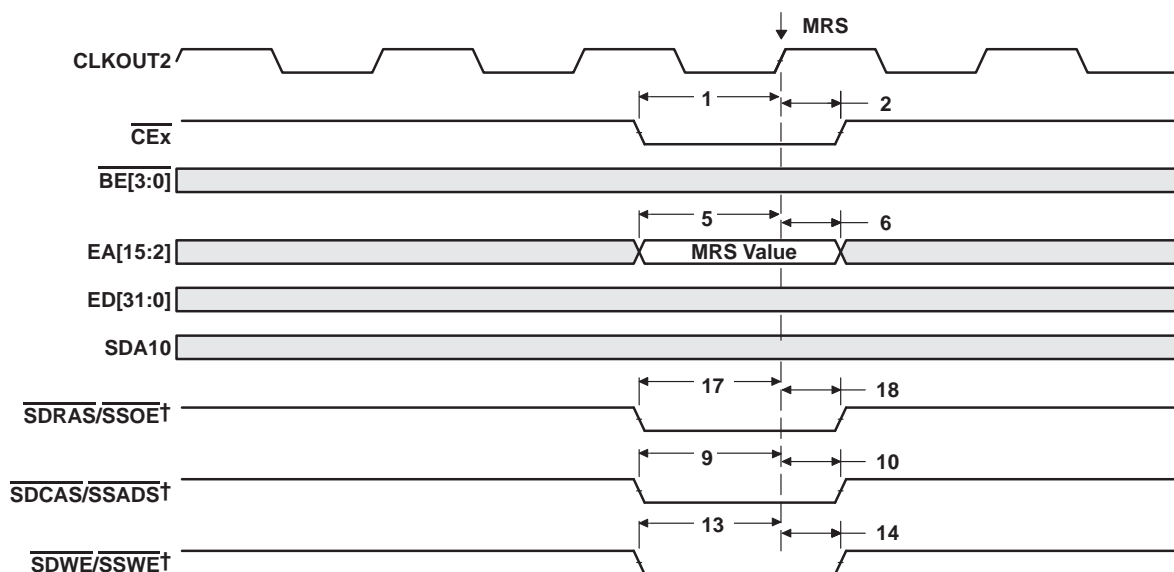 MRS
CLKOUT2
1
2
CEx
BE[3:0]
5
6
EA[15:2]
MRS Value
ED[31:0]
SDA10
17
18
SDRAS/SSOE†
9
10
SDCAS/SSADS†
13
14
SDWE/SSWE†